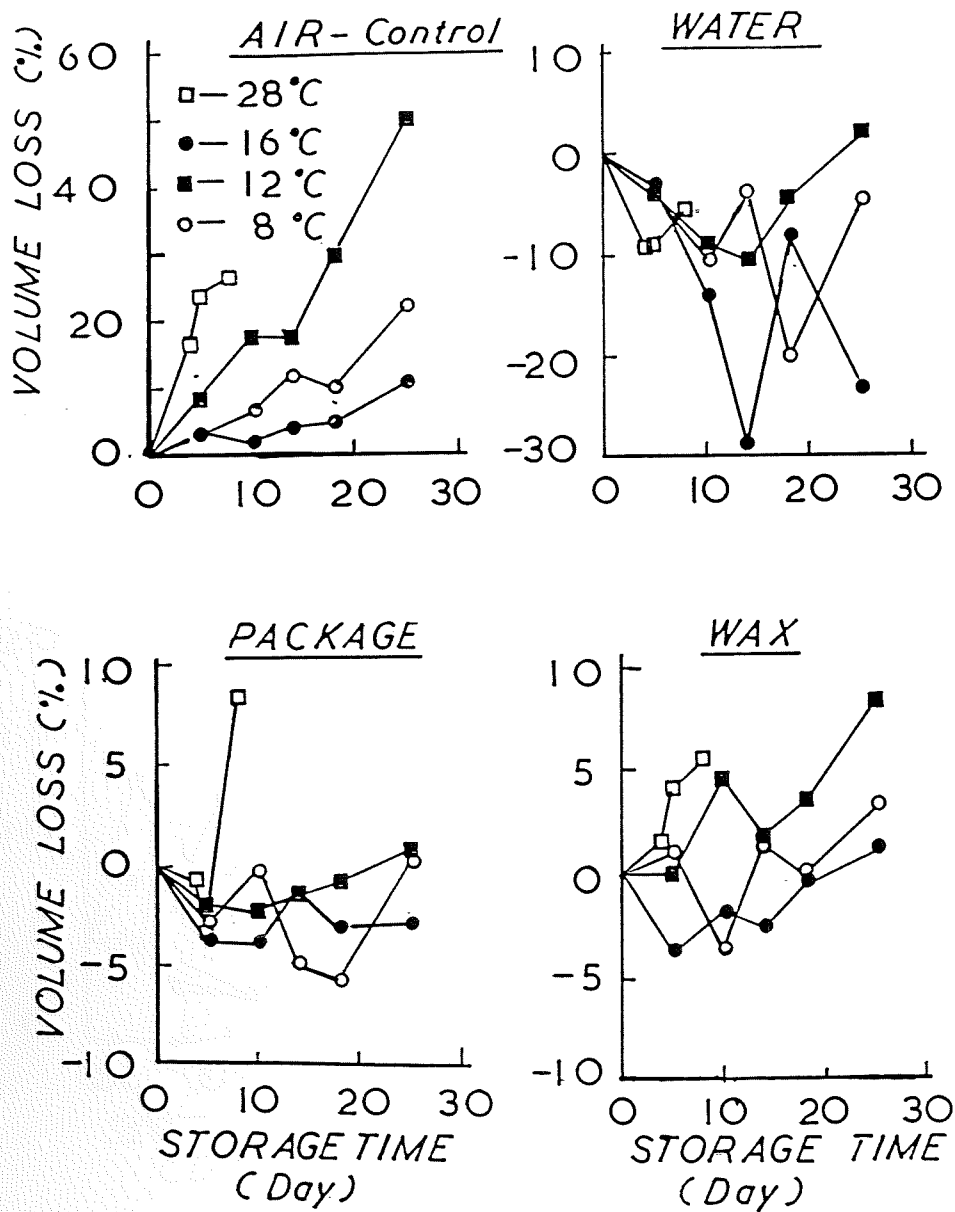 AIR-Control
VOLUME LOSS (%)
60
40
20
0
□— 28°C
●— 16°C
■— 12°C
○— 8°C
0 10 20 30
WATER
10
0
-10
-20
-30
0 10 20 30
PACKAGE
VOLUME LOSS (%)
10
5
0
-5
-10
0 10 20 30
STORAGE TIME
(Day)
WAX
10
5
0
-5
-10
0 10 20 30
STORAGE TIME
(Day)